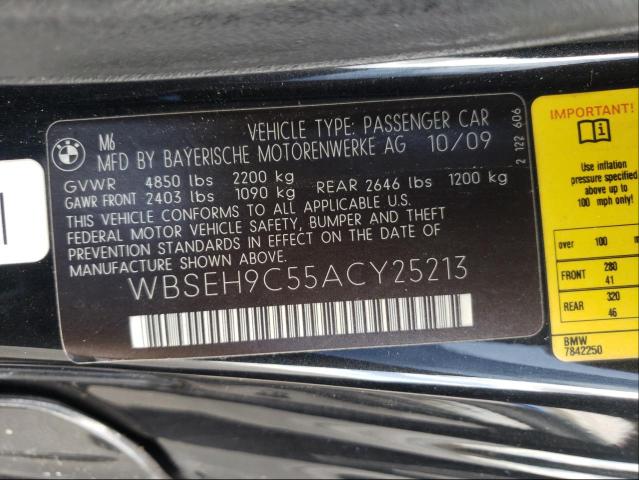 M6 VEHICLE TYPE: PASSENGER CAR
MFD BY BAYERISCHE MOTORENWERKE AG 10/09
GVWR 4850 lbs 2200 kg
GAWR FRONT 2403 lbs 1090 kg REAR 2646 lbs 1200 kg
THIS VEHICLE CONFORMS TO ALL APPLICABLE U.S.
FEDERAL MOTOR VEHICLE SAFETY, BUMPER AND THEFT
PREVENTION STANDARDS IN EFFECT ON THE DATE OF
MANUFACTURE SHOWN ABOVE.
WBSEH9C55ACY25213
2 122 606
IMPORTANT!
Use inflation
pressure specified
above up to
100 mph only!
over 100
FRONT 280
41
REAR 320
46
BMW
7842250